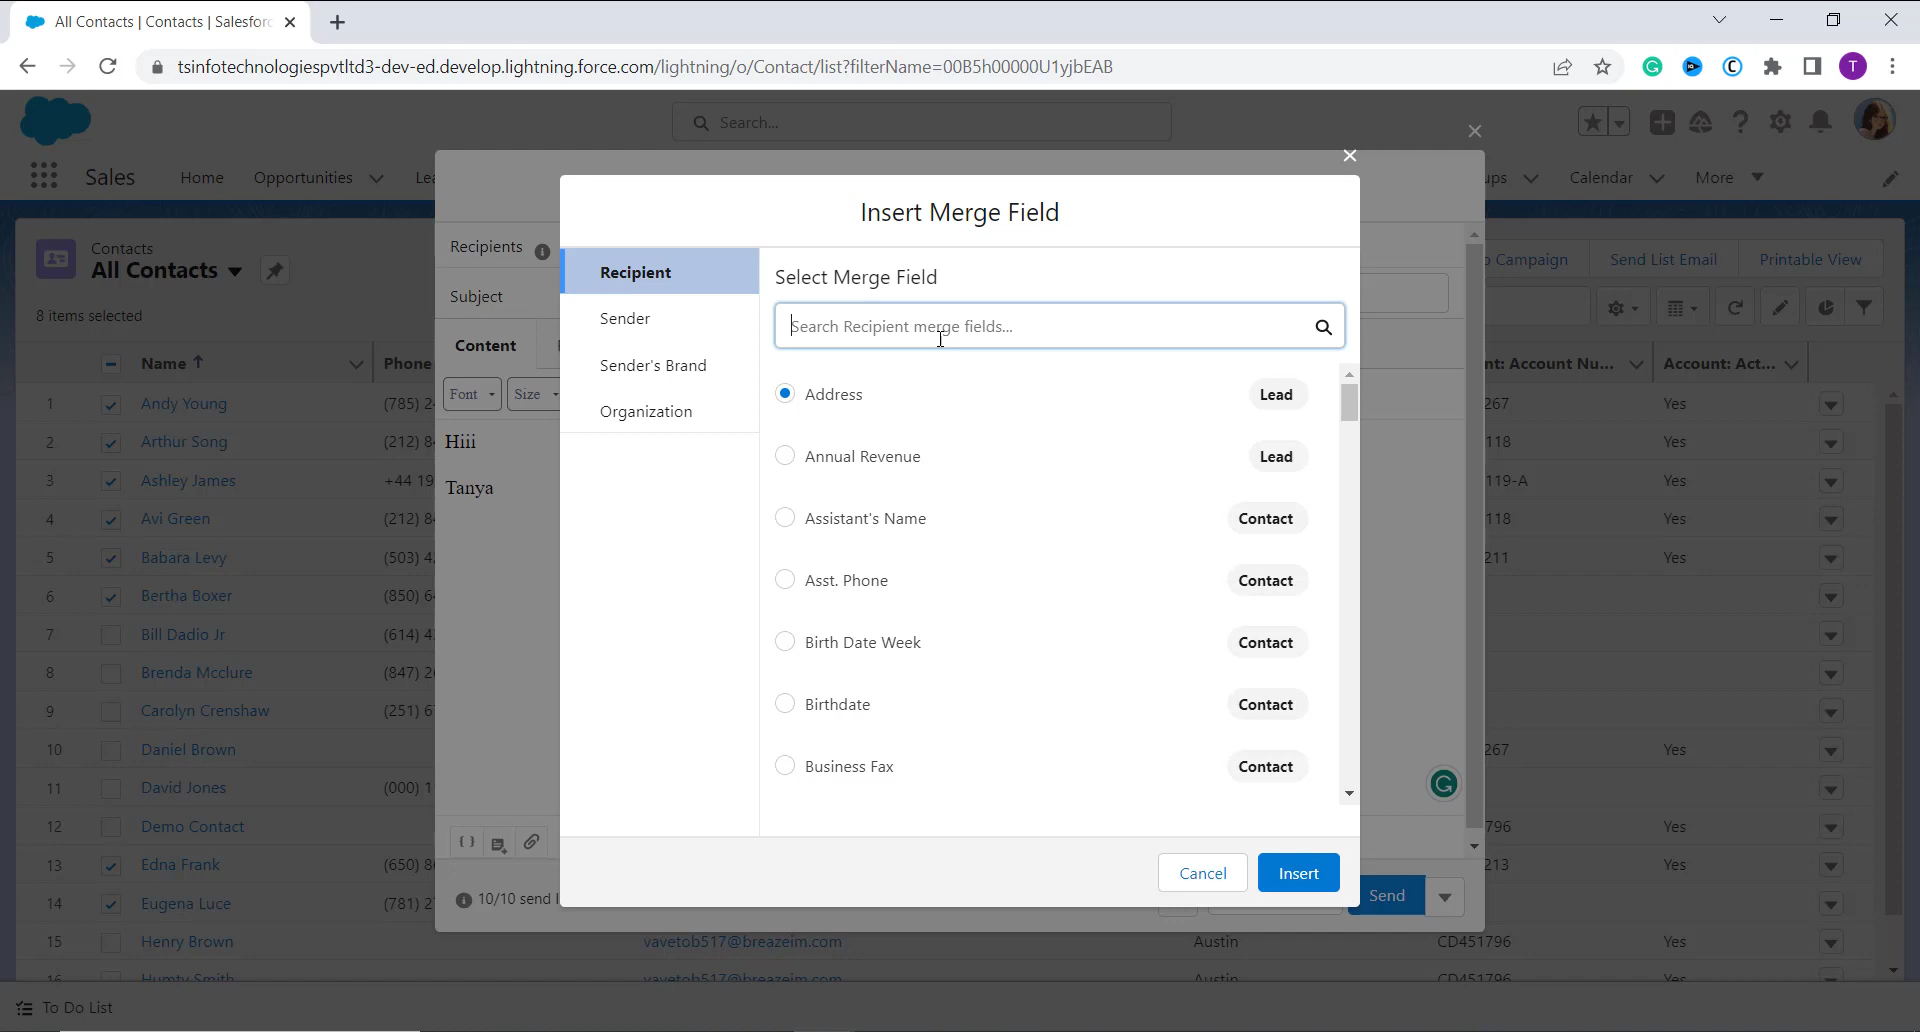 All Contacts | Contacts | Salesforc
tsinfotechnologiespvtltd3-dev-ed.develop.lightning.force.com/lightning/o/Contact/list?filterName=00B5h00000U1yjbEAB
T
Search...
Sales Home Opportunities Lea ups Calendar More
Contacts
All Contacts
8 items selected
o Campaign Send List Email Printable View
Name Phone nt: Account Nu... Account: Act...
1 Andy Young (785) 2 267 Yes
2 Arthur Song (212) 8 118 Yes
3 Ashley James +44 19 119-A Yes
4 Avi Green (212) 8 118 Yes
5 Babara Levy (503) 4 211 Yes
6 Bertha Boxer (850) 6
7 Bill Dadio Jr (614) 4
8 Brenda Mcclure (847) 2
9 Carolyn Crenshaw (251) 6
10 Daniel Brown 267 Yes
11 David Jones (000) 1
12 Demo Contact 796 Yes
13 Edna Frank (650) 8 213 Yes
14 Eugena Luce (781) 2 Yes
15 Henry Brown vavetob517@breazeim.com Austin CD451796 Yes
16 Humty Smith vavetob517@breazeim.com Austin CD451796 Yes
To Do List
Recipients
Subject
Content
Font Size
Hiii
Tanya
10/10 send l
Send
Insert Merge Field
Recipient
Sender
Sender's Brand
Organization
Select Merge Field
Search Recipient merge fields...
Address Lead
Annual Revenue Lead
Assistant's Name Contact
Asst. Phone Contact
Birth Date Week Contact
Birthdate Contact
Business Fax Contact
Cancel Insert